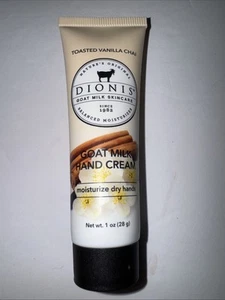 TOASTED VANILLA CHAI
NATURE'S ORIGINAL
DIONIS
GOAT MILK SKINCARE
SINCE
1982
BALANCED MOISTURIZER
GOAT MILK
HAND CREAM
moisturize dry hands
Net wt. 1 oz (28 g)